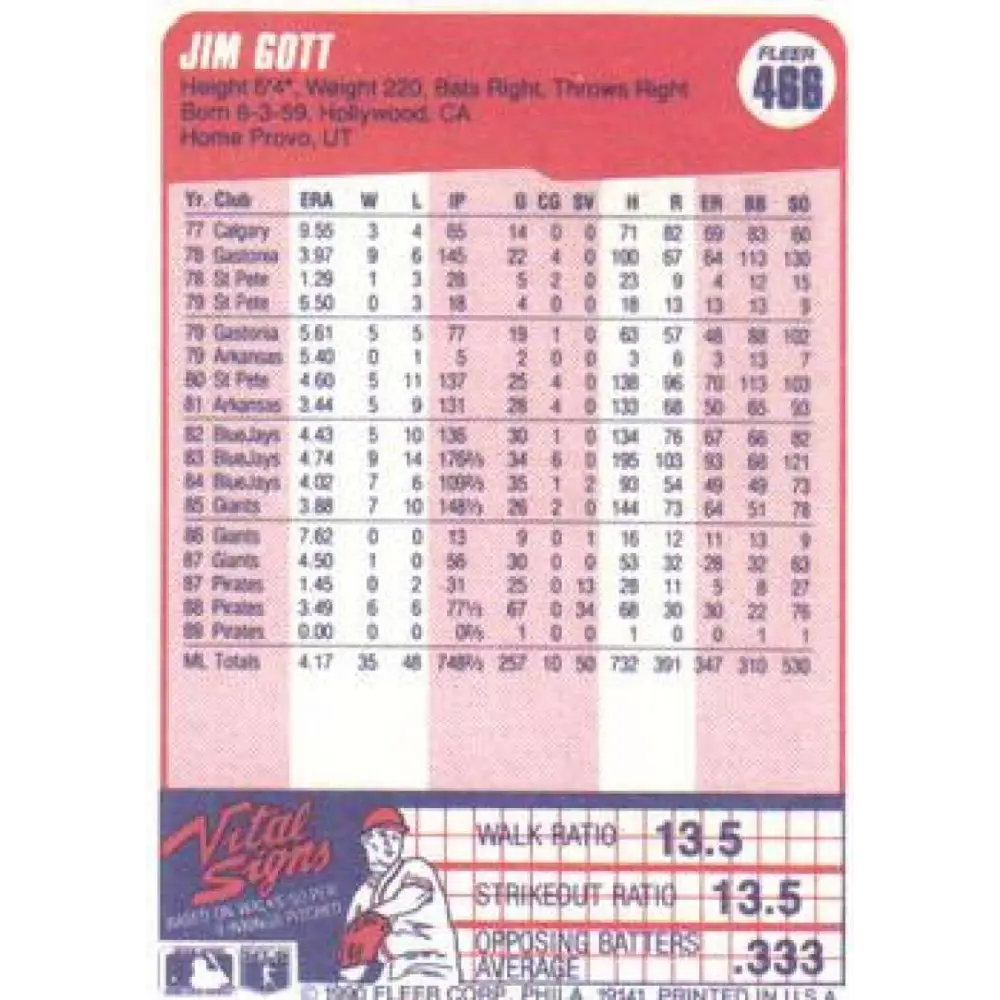 JIM GOTT
FLEER
466
Height 6'4", Weight 220, Bats Right, Throws Right
Born 8-3-59, Hollywood, CA
Home Provo, UT
Yr. Club ERA W L IP G CG SV H R ER BB SO
77 Calgary 9.55 3 4 65 14 0 0 71 82 69 83 60
78 Gastonia 3.97 9 6 145 22 4 0 100 67 64 113 130
78 St Pete 1.29 1 3 28 5 2 0 23 9 4 12 15
79 St Pete 6.50 0 3 18 4 0 0 18 13 13 13 9
79 Gastonia 5.61 5 5 77 19 1 0 63 57 48 88 102
79 Arkansas 5.40 0 1 5 2 0 0 3 6 3 13 7
80 St Pete 4.60 5 11 137 25 4 0 138 96 70 113 103
81 Arkansas 3.44 5 9 131 28 4 0 133 68 50 65 93
82 BlueJays 4.43 5 10 136 30 1 0 134 76 67 66 82
83 BlueJays 4.74 9 14 176⅔ 34 6 0 195 103 93 68 121
84 BlueJays 4.02 7 6 109⅔ 35 1 2 93 54 49 49 73
85 Giants 3.88 7 10 148⅓ 26 2 0 144 73 64 51 78
86 Giants 7.62 0 0 13 9 0 1 16 12 11 13 9
87 Giants 4.50 1 0 56 30 0 0 53 32 28 32 63
87 Pirates 1.45 0 2 31 25 0 13 28 11 5 8 27
88 Pirates 3.49 6 6 77⅓ 67 0 34 68 30 30 22 76
89 Pirates 0.00 0 0 0⅔ 1 0 0 1 0 0 1 1
ML Totals 4.17 35 48 748⅔ 257 10 50 732 391 347 310 530
Vital Signs
BASED ON WALKS, SO PER
9 INNINGS PITCHED
WALK RATIO 13.5
STRIKEOUT RATIO 13.5
OPPOSING BATTERS
AVERAGE .333
© 1990 FLEER CORP., PHILA. 19141 PRINTED IN U.S.A.